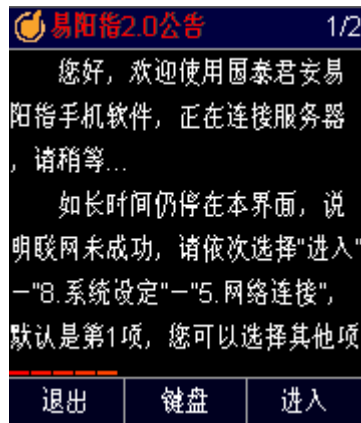 易阳指2.0公告 1/2
您好，欢迎使用国泰君安易
阳指手机软件，正在连接服务器
，请稍等...
如长时间仍停在本界面，说
明联网未成功，请依次选择"进入"
—"8.系统设定"—"5.网络连接"，
默认是第1项，您可以选择其他项
退出 键盘 进入